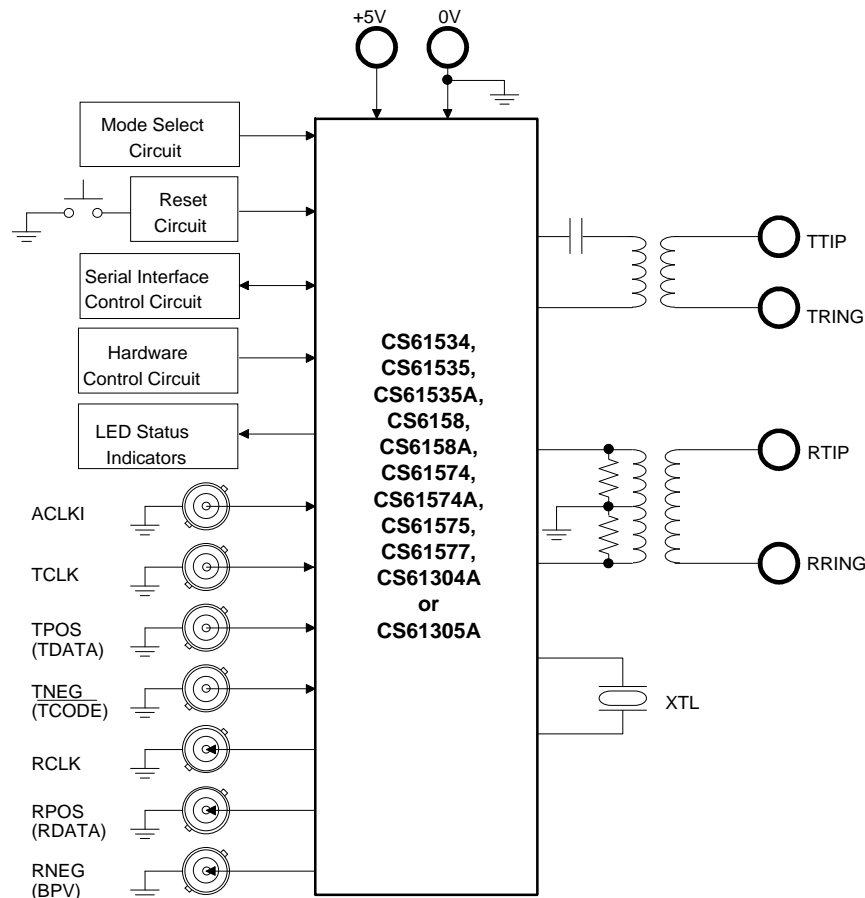 +5V
0V
Mode Select
Circuit
Reset
Circuit
Serial Interface
Control Circuit
Hardware
Control Circuit
LED Status
Indicators
ACLKI
TCLK
TPOS
(TDATA)
TNEG
(TCODE)
RCLK
RPOS
(RDATA)
RNEG
(BPV)
CS61534,
CS61535,
CS61535A,
CS6158,
CS6158A,
CS61574,
CS61574A,
CS61575,
CS61577,
CS61304A
or
CS61305A
TTIP
TRING
RTIP
RRING
XTL